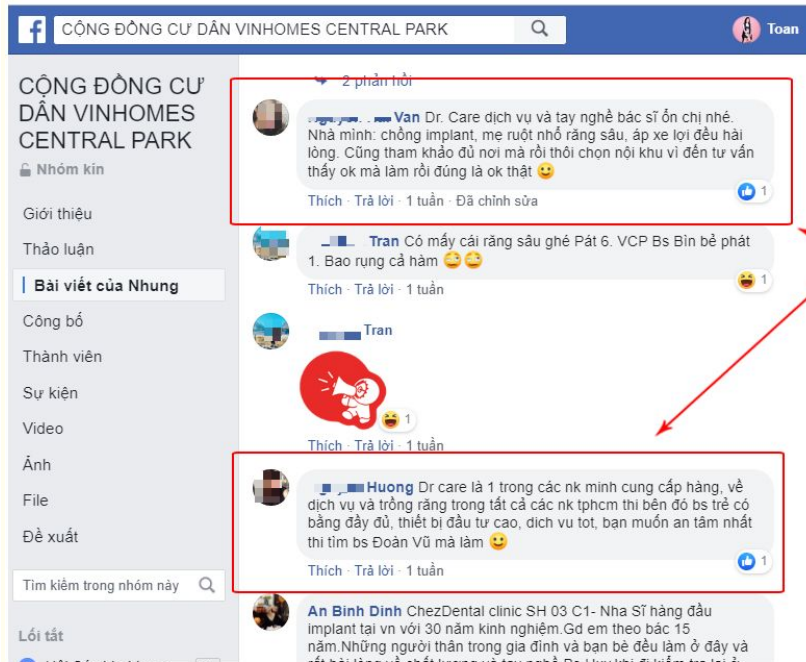 CỘNG ĐỒNG CƯ DÂN VINHOMES CENTRAL PARK
Toan
CỘNG ĐỒNG CƯ
DÂN VINHOMES
CENTRAL PARK
Nhóm kín
Giới thiệu
Thảo luận
Bài viết của Nhung
Công bố
Thành viên
Sự kiện
Video
Ảnh
File
Đề xuất
Tìm kiếm trong nhóm này
Lối tắt
2 phản hồi
Van Dr. Care dịch vụ và tay nghề bác sĩ ổn chị nhé.
Nhà mình: chồng implant, mẹ ruột nhổ răng sâu, áp xe lợi đều hài
lòng. Cũng tham khảo đủ nơi mà rồi thôi chọn nội khu vì đến tư vấn
thấy ok mà làm rồi đúng là ok thật
1
Thích · Trả lời · 1 tuần · Đã chỉnh sửa
Tran Có mấy cái răng sâu ghé Pát 6. VCP Bs Bìn bẻ phát
1. Bao rụng cả hàm
1
Thích · Trả lời · 1 tuần
Tran
1
Thích · Trả lời · 1 tuần
Huong Dr care là 1 trong các nk minh cung cấp hàng, về
dịch vụ và trồng răng trong tất cả các nk tphcm thi bên đó bs trẻ có
bằng đầy đủ, thiết bị đầu tư cao, dich vu tot, bạn muốn an tâm nhất
thi tìm bs Đoàn Vũ mà làm
1
Thích · Trả lời · 1 tuần
An Binh Dinh ChezDental clinic SH 03 C1- Nha Sĩ hàng đầu
implant tại vn với 30 năm kinh nghiệm.Gd em theo bác 15
năm.Những người thân trong gia đình và bạn bè đều làm ở đây và